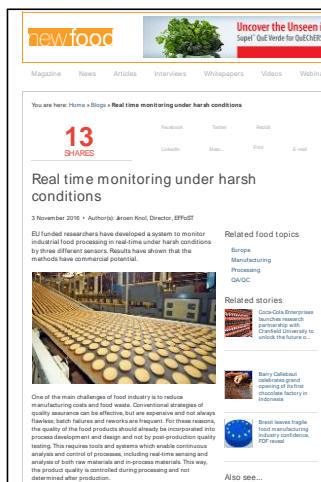 new food
Uncover the Unseen i
Supel™ QuE Verde for QuEChERS
Magazine News Articles Interviews Whitepapers Videos Webina
You are here: Home » Blogs » Real time monitoring under harsh conditions
13
SHARES
Facebook Twitter Reddit
LinkedIn Print E-mail
Real time monitoring under harsh
conditions
3 November 2016 • Author(s): Jeroen Knol, Director, EFFoST
EU funded researchers have developed a system to monitor
industrial food processing in real-time under harsh conditions
by three different sensors. Results have shown that the
methods have commercial potential.
One of the main challenges of food industry is to reduce
manufacturing costs and food waste. Conventional strategies of
quality assurance can be effective, but are expensive and not always
flawless; batch failures and reworks are frequent. For these reasons,
the quality of the food products should already be incorporated into
process development and design and not by post-production quality
testing. This requires tools and systems which enable continuous
analysis and control of processes, including real-time sensing and
analysis of both raw materials and in-process materials. This way,
the product quality is controlled during processing and not
determined after production.
Related food topics
Europe
Manufacturing
Processing
QA/QC
Related stories
Coca-Cola Enterprises
launches research
partnership with
Cranfield University to
unlock the future o...
Barry Callebaut
celebrates grand
opening of its first
chocolate factory in
Indonesia
Brexit leaves fragile
food manufacturing
industry confidence,
FDF reveal
Also see...